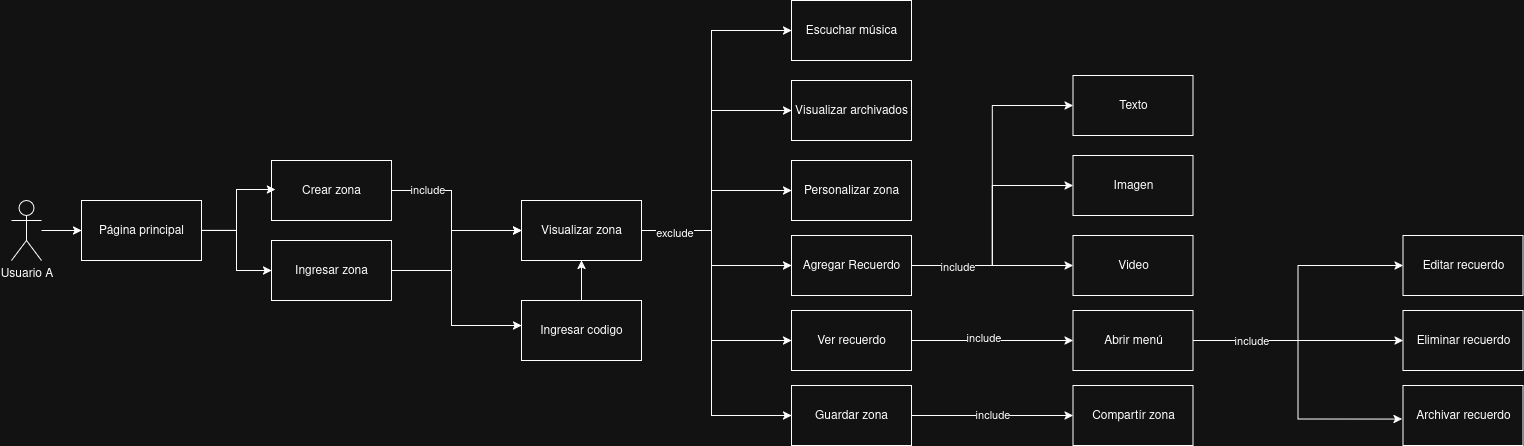 Escuchar música
Visualizar archivados
Texto
Crear zona
include
Personalizar zona
Imagen
Usuario A
Página principal
Ingresar zona
Visualizar zona
exclude
Agregar Recuerdo
include
Video
Editar recuerdo
Ingresar codigo
Ver recuerdo
include
Abrir menú
include
Eliminar recuerdo
Guardar zona
include
Compartír zona
Archivar recuerdo